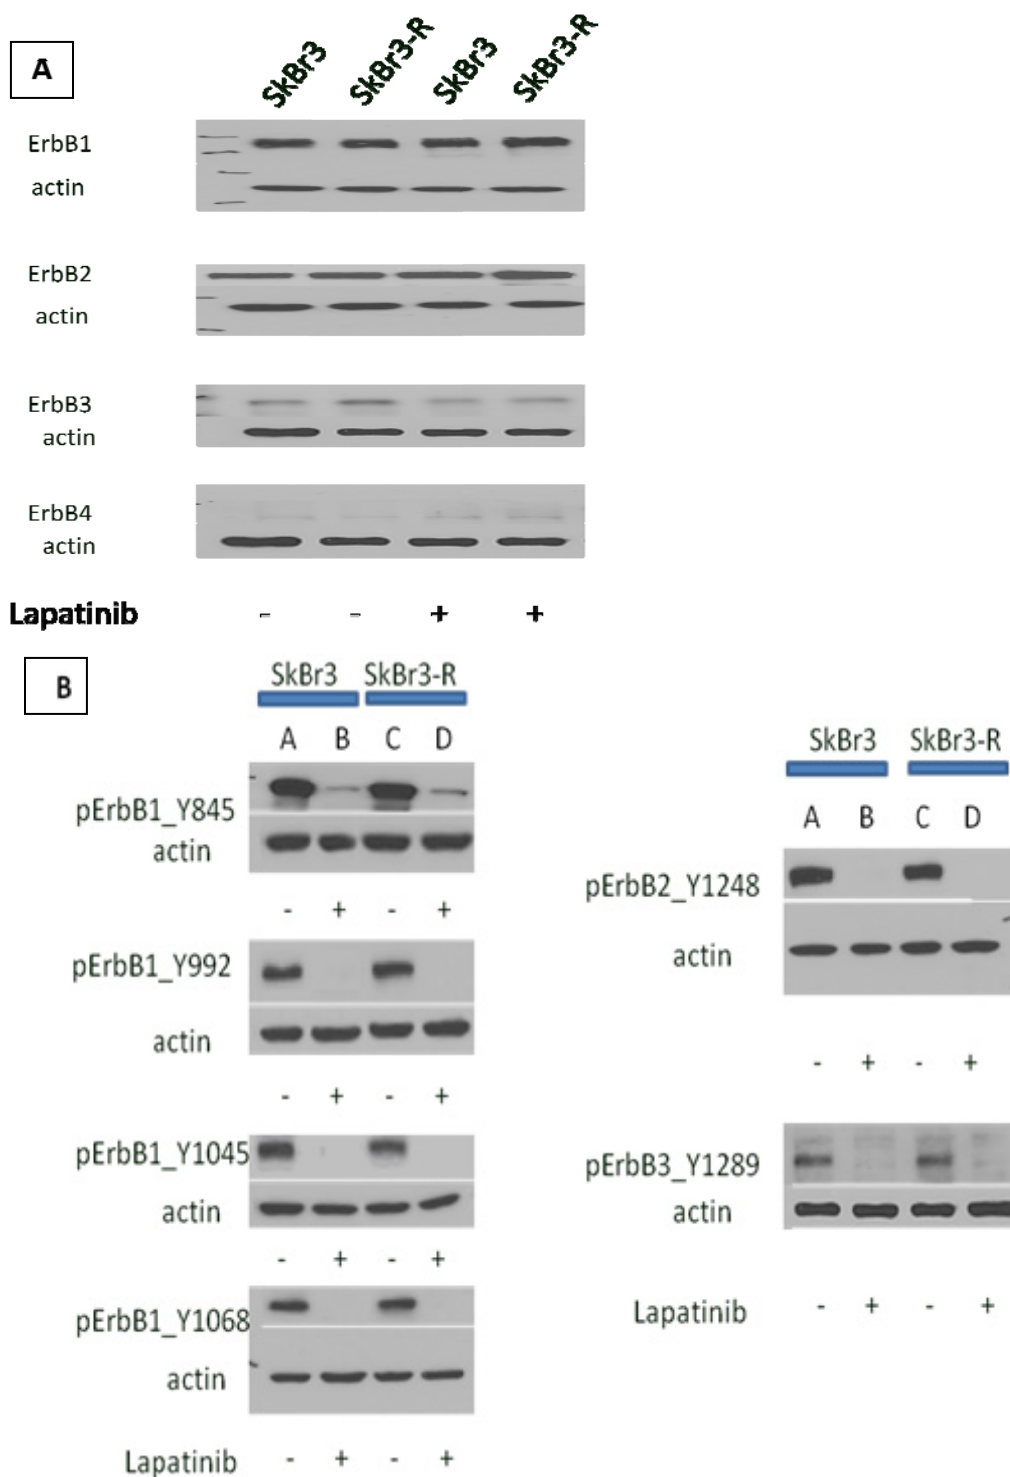 A
SkBr3 SkBr3-R SkBr3 SkBr3-R
ErbB1
actin
ErbB2
actin
ErbB3
actin
ErbB4
actin
Lapatinib - - + +
B
SkBr3 SkBr3-R
A B C D
pErbB1_Y845
actin
- + - +
pErbB1_Y992
actin
- + - +
pErbB1_Y1045
actin
- + - +
pErbB1_Y1068
actin
Lapatinib - + - +
SkBr3 SkBr3-R
A B C D
pErbB2_Y1248
actin
- + - +
pErbB3_Y1289
actin
Lapatinib - + - +